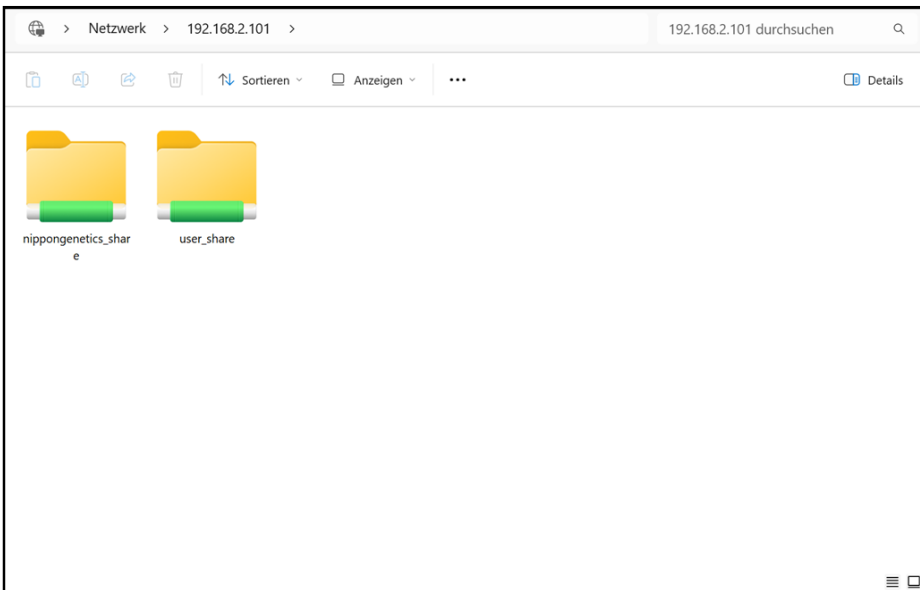 Netzwerk > 192.168.2.101 >
192.168.2.101 durchsuchen
Sortieren
Anzeigen
Details
nippongenetics_shar
e
user_share